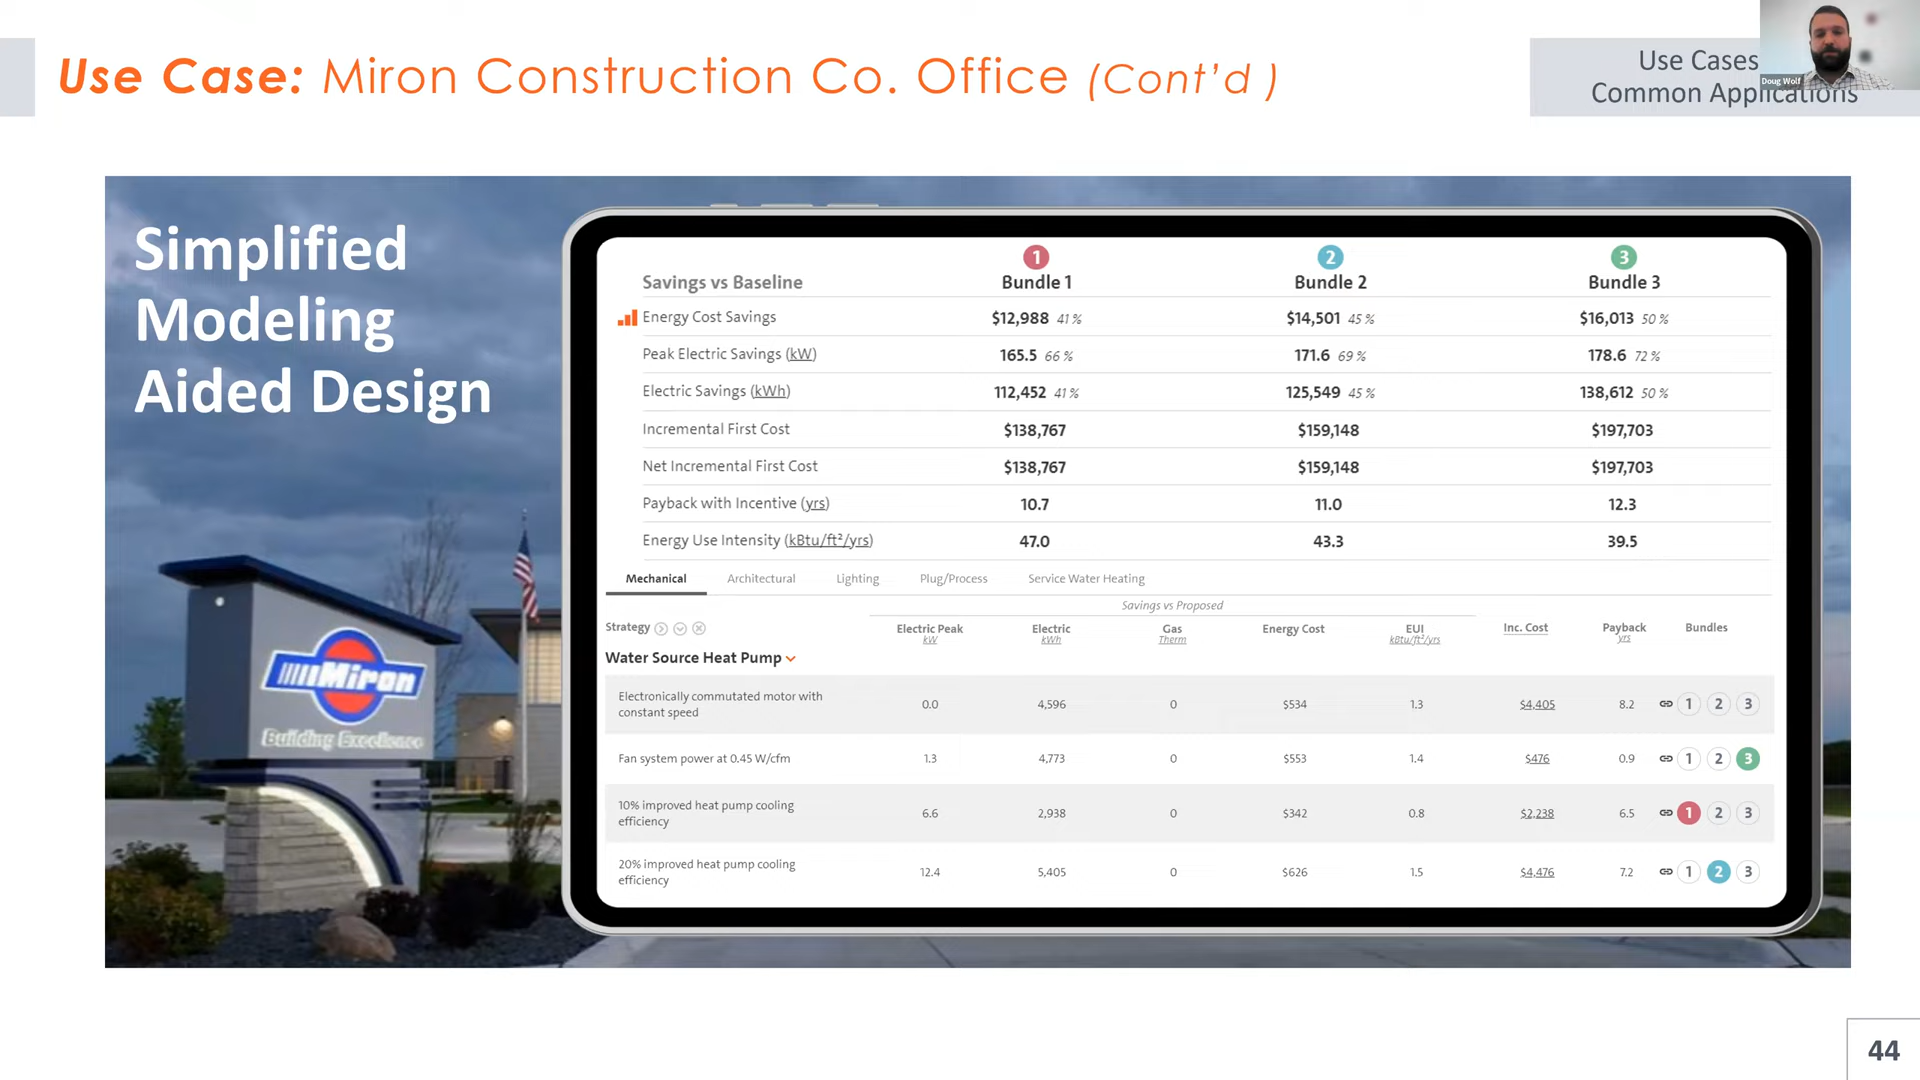 Use Case: Miron Construction Co. Office (Cont'd )
Use Cases
Common Applications
Doug Wolf
Simplified
Modeling
Aided Design
Miron
Building Excellence
1 2 3
Savings vs Baseline Bundle 1 Bundle 2 Bundle 3
Energy Cost Savings $12,988 41 % $14,501 45 % $16,013 50 %
Peak Electric Savings (kW) 165.5 66 % 171.6 69 % 178.6 72 %
Electric Savings (kWh) 112,452 41 % 125,549 45 % 138,612 50 %
Incremental First Cost $138,767 $159,148 $197,703
Net Incremental First Cost $138,767 $159,148 $197,703
Payback with Incentive (yrs) 10.7 11.0 12.3
Energy Use Intensity (kBtu/ft²/yrs) 47.0 43.3 39.5
Mechanical Architectural Lighting Plug/Process Service Water Heating
Savings vs Proposed
Strategy Electric Peak Electric Gas Energy Cost EUI Inc. Cost Payback Bundles
kW kWh Therm kBtu/ft²/yrs yrs
Water Source Heat Pump
Electronically commutated motor with
constant speed 0.0 4,596 0 $534 1.3 $4,405 8.2 1 2 3
Fan system power at 0.45 W/cfm 1.3 4,773 0 $553 1.4 $476 0.9 1 2 3
10% improved heat pump cooling
efficiency 6.6 2,938 0 $342 0.8 $2,238 6.5 1 2 3
20% improved heat pump cooling
efficiency 12.4 5,405 0 $626 1.5 $4,476 7.2 1 2 3
44